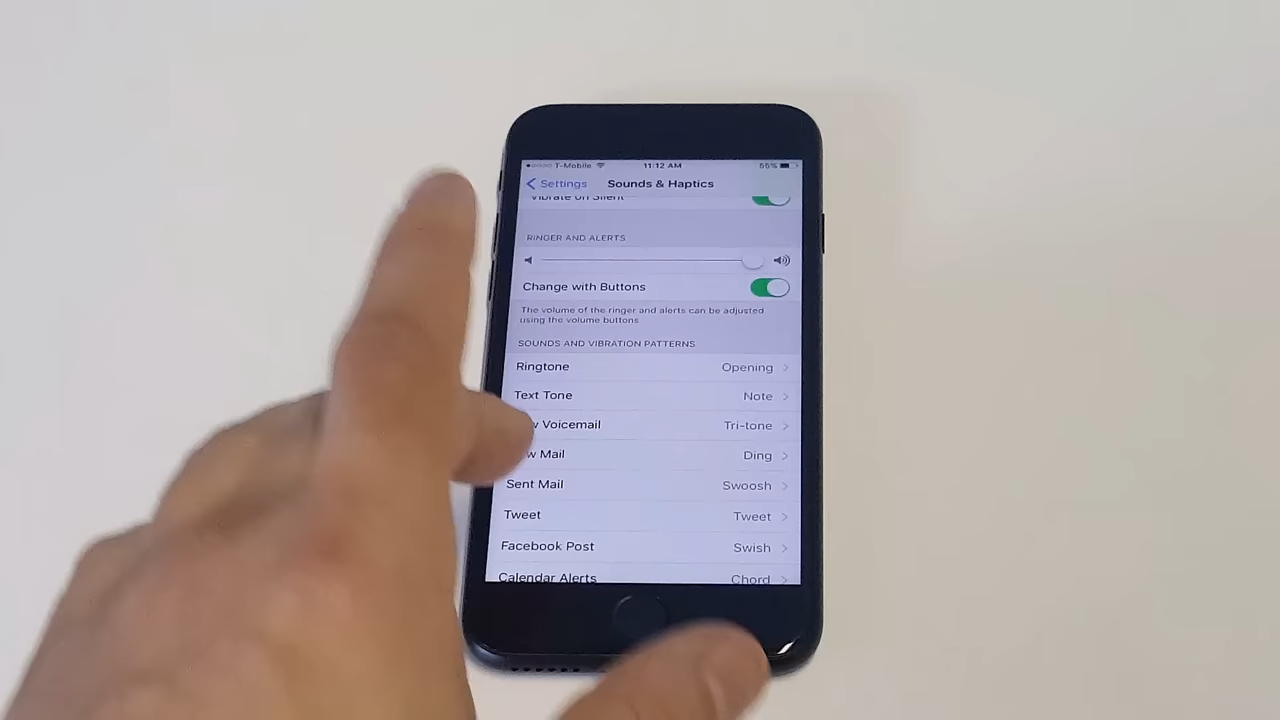 T-Mobile 11:12 AM 55%
Settings Sounds & Haptics
Vibrate on Silent
RINGER AND ALERTS
Change with Buttons
The volume of the ringer and alerts can be adjusted
using the volume buttons.
SOUNDS AND VIBRATION PATTERNS
Ringtone Opening
Text Tone Note
w Voicemail Tri-tone
w Mail Ding
Sent Mail Swoosh
Tweet Tweet
Facebook Post Swish
Calendar Alerts Chord